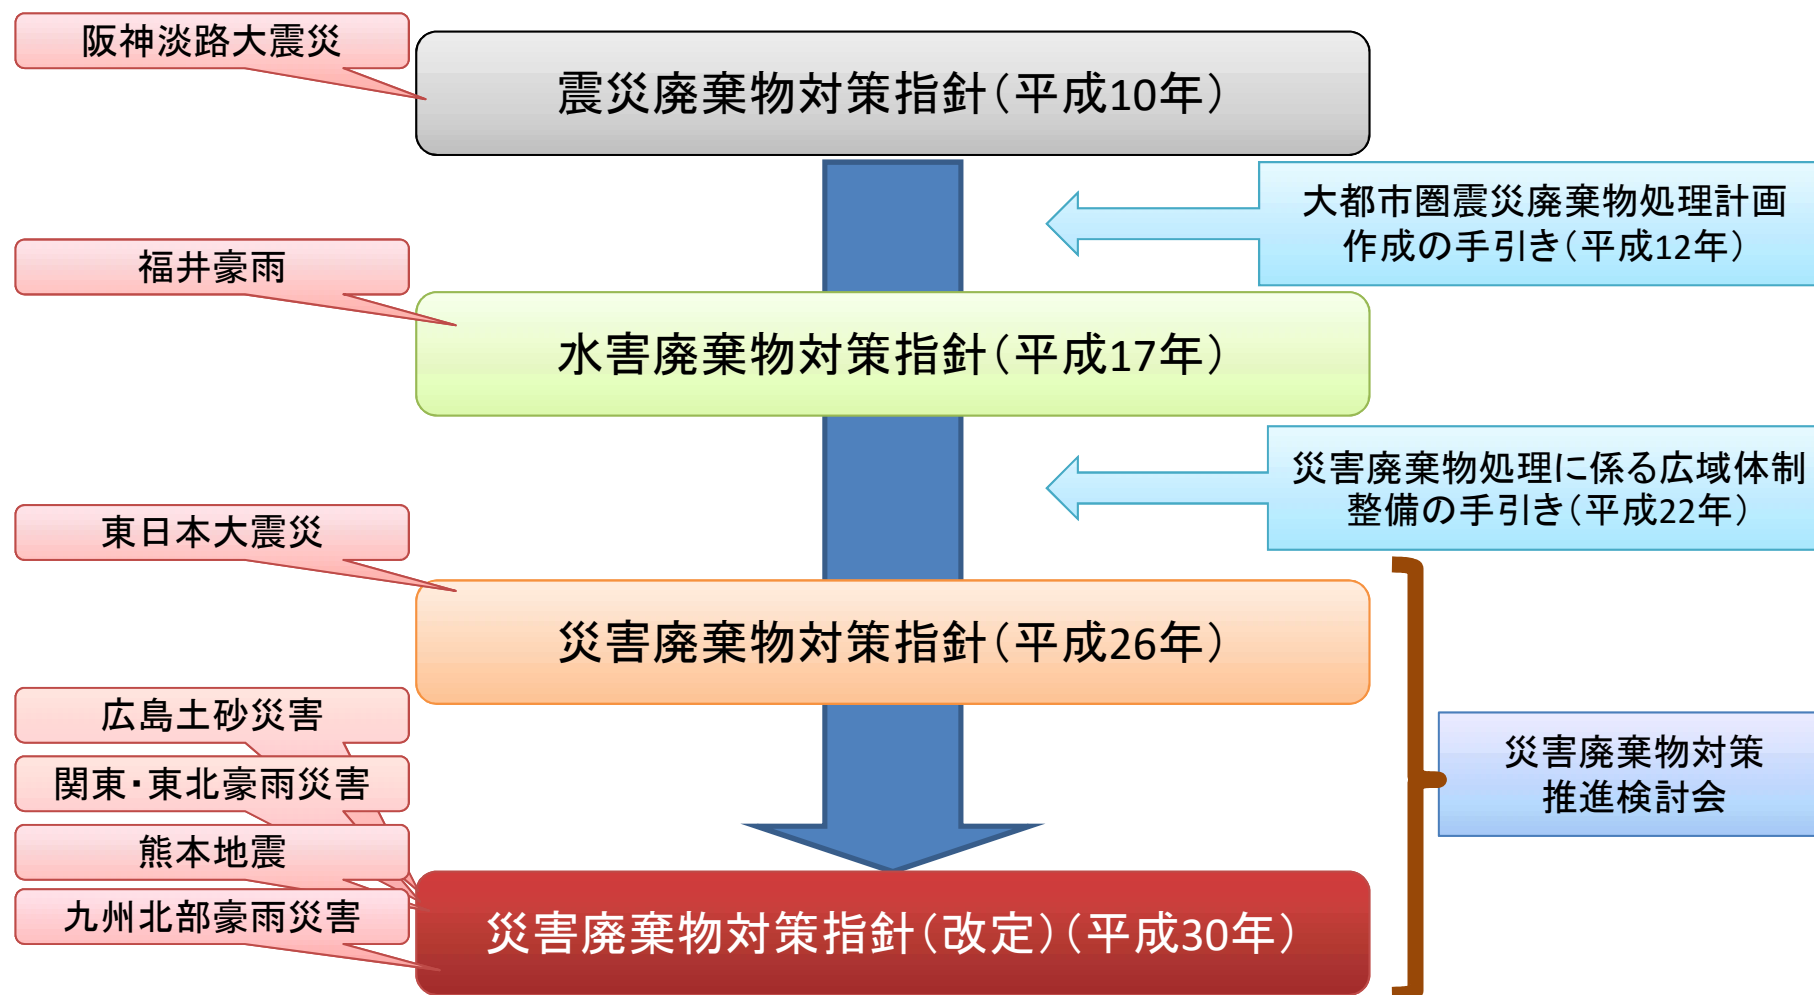 阪神淡路大震災
震災廃棄物対策指針（平成10年）
大都市圏震災廃棄物処理計画
作成の手引き（平成12年）
福井豪雨
水害廃棄物対策指針（平成17年）
災害廃棄物処理に係る広域体制
整備の手引き（平成22年）
東日本大震災
災害廃棄物対策指針（平成26年）
広島土砂災害
関東・東北豪雨災害
熊本地震
九州北部豪雨災害
災害廃棄物対策
推進検討会
災害廃棄物対策指針（改定）（平成30年）